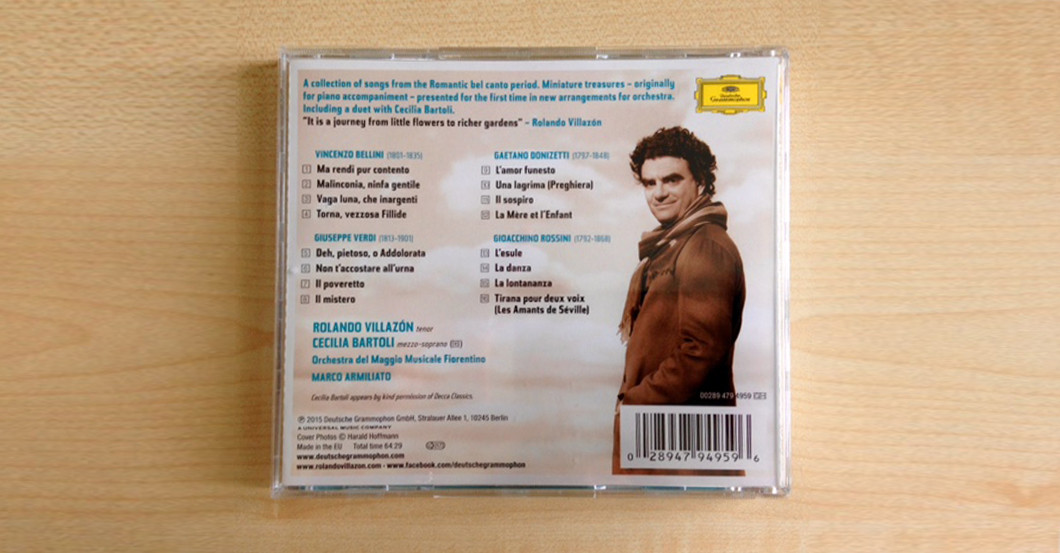 A collection of songs from the Romantic bel canto period. Miniature treasures – originally
for piano accompaniment – presented for the first time in new arrangements for orchestra.
Including a duet with Cecilia Bartoli.
"It is a journey from little flowers to richer gardens" – Rolando Villazón
Deutsche
Grammophon
VINCENZO BELLINI (1801–1835)
1 Ma rendi pur contento
2 Malinconia, ninfa gentile
3 Vaga luna, che inargenti
4 Torna, vezzosa Fillide
GIUSEPPE VERDI (1813–1901)
5 Deh, pietoso, o Addolorata
6 Non t'accostare all'urna
7 Il poveretto
8 Il mistero
GAETANO DONIZETTI (1797–1848)
9 L'amor funesto
10 Una lagrima (Preghiera)
11 Il sospiro
12 La Mère et l'Enfant
GIOACCHINO ROSSINI (1792–1868)
13 L'esule
14 La danza
15 La lontananza
16 Tirana pour deux voix
(Les Amants de Séville)
ROLANDO VILLAZÓN tenor
CECILIA BARTOLI mezzo-soprano (16)
Orchestra del Maggio Musicale Fiorentino
MARCO ARMILIATO
Cecilia Bartoli appears by kind permission of Decca Classics.
℗ 2015 Deutsche Grammophon GmbH, Stralauer Allee 1, 10245 Berlin
A UNIVERSAL MUSIC COMPANY
Cover Photos © Harald Hoffmann
Made in the EU Total time 64:29
www.deutschegrammophon.com
www.rolandovillazon.com · www.facebook.com/deutschegrammophon
00289 479 4959
0 28947 94959 6